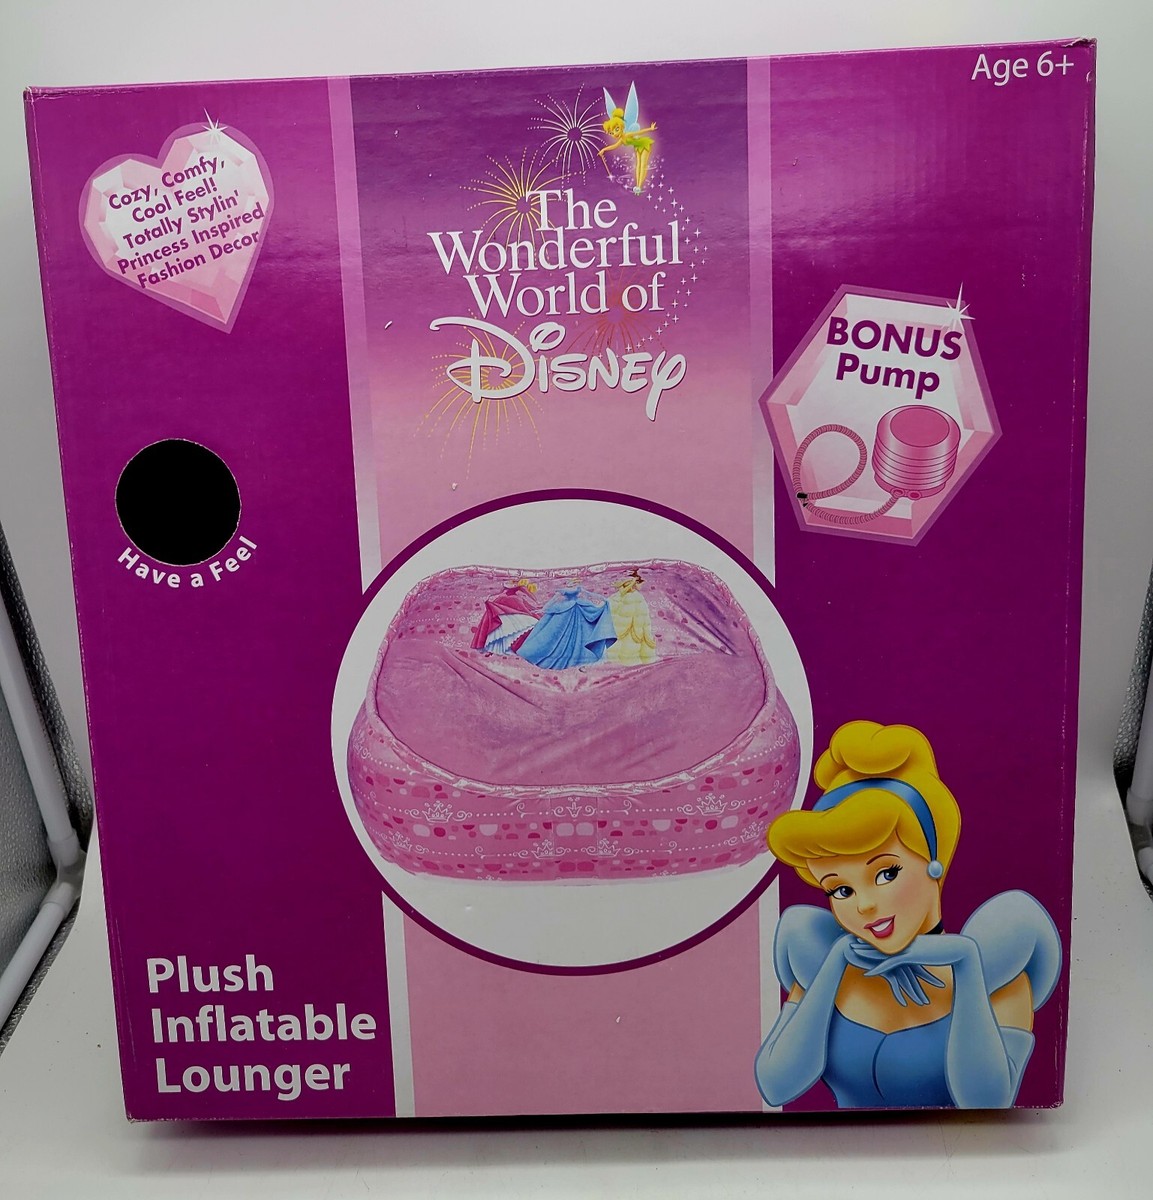 Age 6+
Cozy, Comfy,
Cool Feel!
Totally Stylin'
Princess Inspired
Fashion Decor
The
Wonderful
World of
Disney
BONUS
Pump
Have a Feel
Plush
Inflatable
Lounger